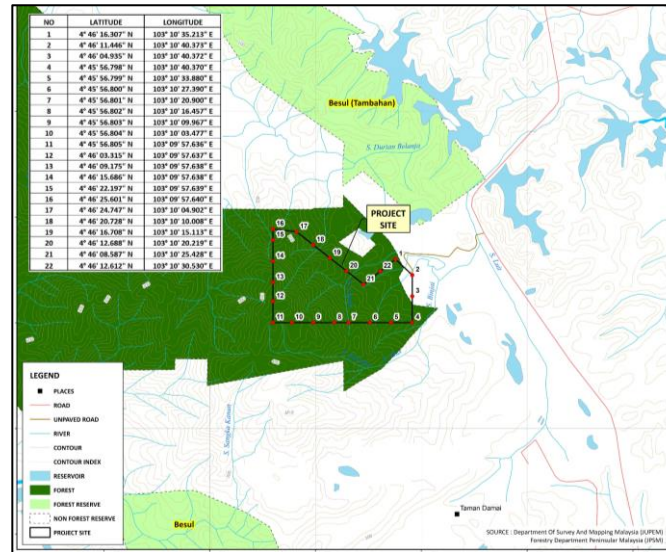 NO LATITUDE LONGITUDE
1 4° 46' 16.307" N 103° 10' 35.213" E
2 4° 46' 11.446" N 103° 10' 40.373" E
3 4° 46' 04.935" N 103° 10' 40.372" E
4 4° 45' 56.798" N 103° 10' 40.370" E
5 4° 45' 56.799" N 103° 10' 33.880" E
6 4° 45' 56.800" N 103° 10' 27.390" E
7 4° 45' 56.801" N 103° 10' 20.900" E
8 4° 45' 56.802" N 103° 10' 16.457" E
9 4° 45' 56.803" N 103° 10' 09.967" E
10 4° 45' 56.804" N 103° 10' 03.477" E
11 4° 45' 56.805" N 103° 09' 57.636" E
12 4° 46' 03.315" N 103° 09' 57.637" E
13 4° 46' 09.175" N 103° 09' 57.638" E
14 4° 46' 15.686" N 103° 09' 57.638" E
15 4° 46' 22.197" N 103° 09' 57.639" E
16 4° 46' 25.601" N 103° 09' 57.640" E
17 4° 46' 24.747" N 103° 10' 04.902" E
18 4° 46' 20.728" N 103° 10' 10.008" E
19 4° 46' 16.708" N 103° 10' 15.113" E
20 4° 46' 12.688" N 103° 10' 20.219" E
21 4° 46' 08.587" N 103° 10' 25.428" E
22 4° 46' 12.612" N 103° 10' 30.530" E
Besul (Tambahan)
S. Durian Belanja
PROJECT
SITE
16 17
15 18
14 19 20 21 22 1
13 2
12 3
11 10 9 8 7 6 5 4
S. Lau
S. Binjai
S. Nangka Kanan
LEGEND
PLACES
ROAD
UNPAVED ROAD
RIVER
CONTOUR
CONTOUR INDEX
RESERVOIR
FOREST
FOREST RESERVE
NON FOREST RESERVE
PROJECT SITE
Besul
Taman Damai
SOURCE : Department Of Survey And Mapping Malaysia (JUPEM)
Forestry Department Peninsular Malaysia (JPSM)